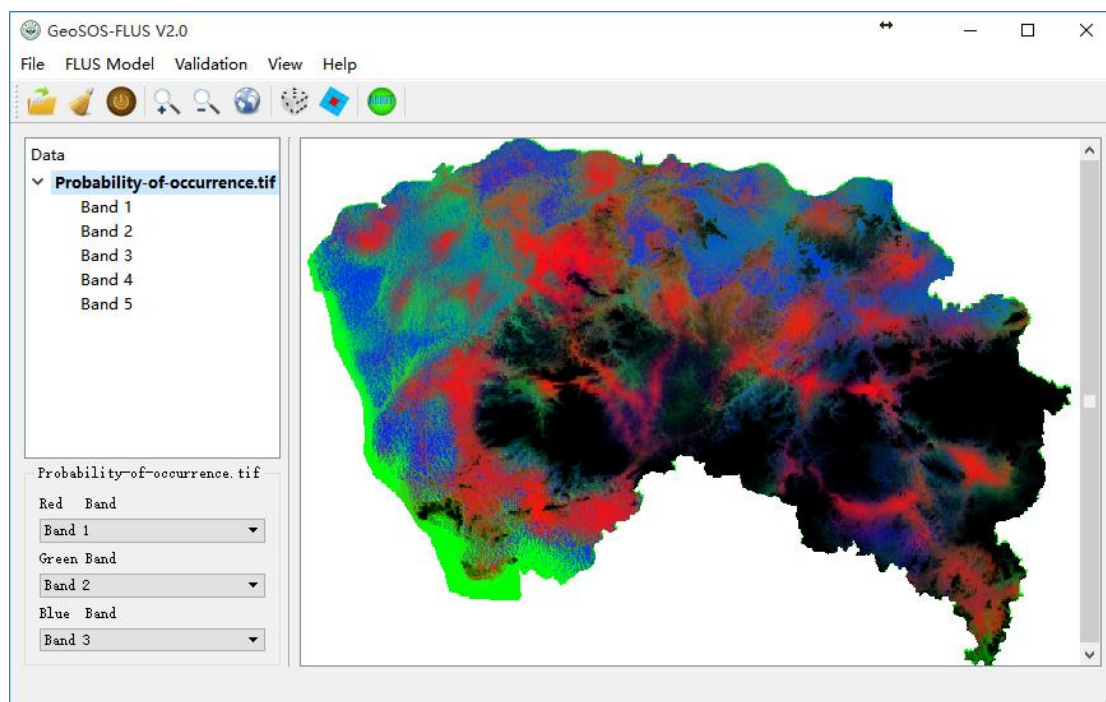 GeoSOS-FLUS V2.0
File FLUS Model Validation View Help
ABOUT
Data
Probability-of-occurrence.tif
Band 1
Band 2
Band 3
Band 4
Band 5
Probability-of-occurrence.tif
Red Band
Band 1
Green Band
Band 2
Blue Band
Band 3